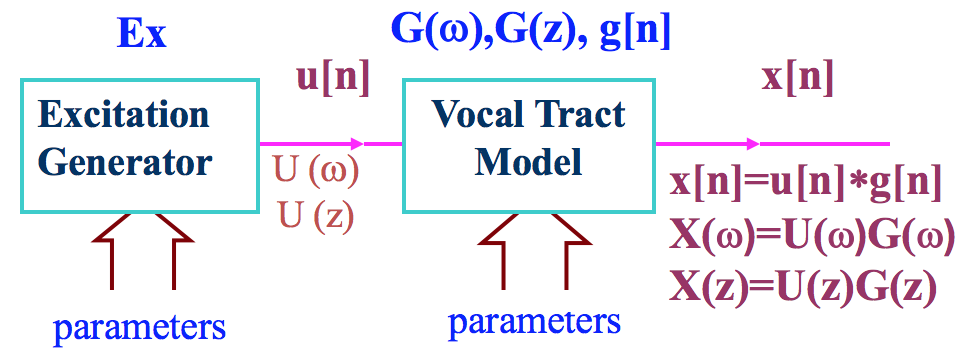 Ex
G(ω),G(z), g[n]
u[n]
x[n]
Excitation
Generator
U (ω)
U (z)
Vocal Tract
Model
x[n]=u[n]*g[n]
X(ω)=U(ω)G(ω)
X(z)=U(z)G(z)
parameters
parameters